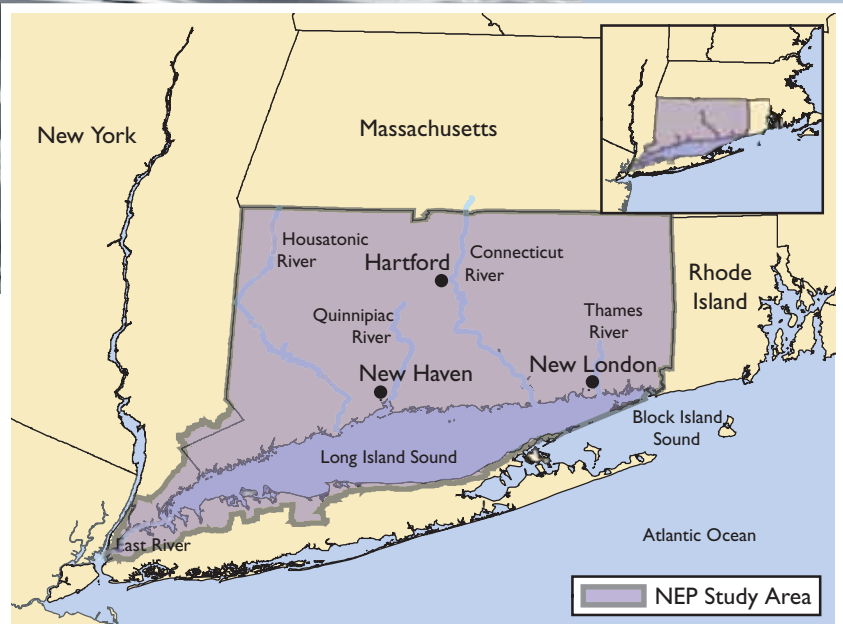 New York
Massachusetts
Housatonic
River
Hartford
Connecticut
River
Rhode
Island
Quinnipiac
River
Thames
River
New Haven
New London
Block Island
Sound
Long Island Sound
East River
Atlantic Ocean
NEP Study Area